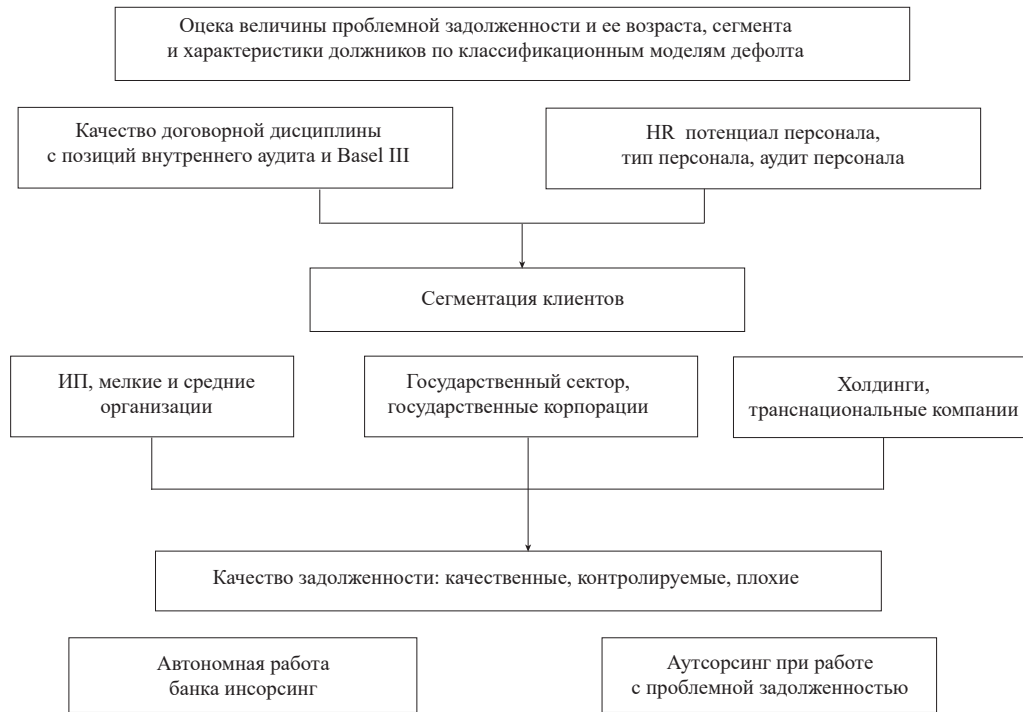 Оцека величины проблемной задолженности и ее возраста, сегмента
и характеристики должников по классификационным моделям дефолта
Качество договорной дисциплины
с позиций внутреннего аудита и Basel III
HR потенциал персонала,
тип персонала, аудит персонала
Сегментация клиентов
ИП, мелкие и средние
организации
Государственный сектор,
государственные корпорации
Холдинги,
транснациональные компании
Качество задолженности: качественные, контролируемые, плохие
Автономная работа
банка инсорсинг
Аутсорсинг при работе
с проблемной задолженностью